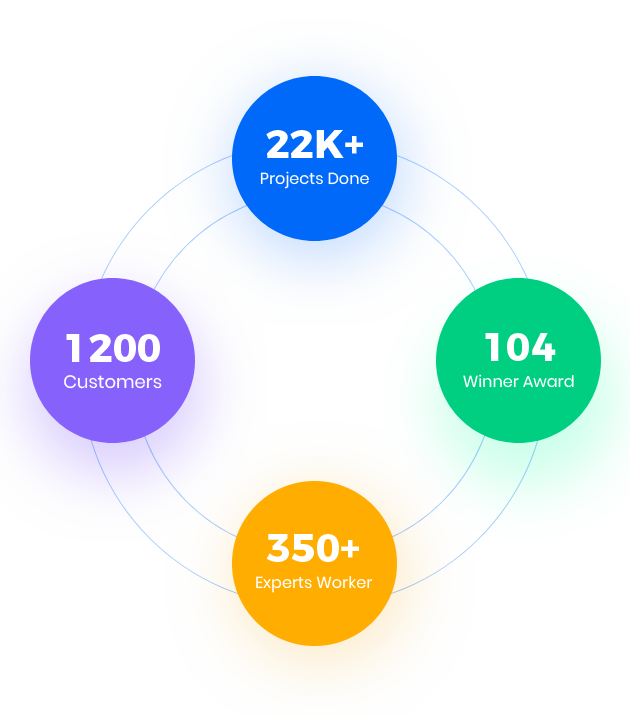 22K+
Projects Done
1200
Customers
104
Winner Award
350+
Experts Worker